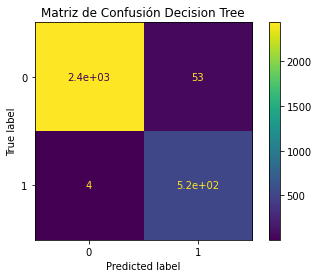 Matriz de Confusión Decision Tree
True label
0
2.4e+03
53
1
4
5.2e+02
0
1
Predicted label
2000
1500
1000
500